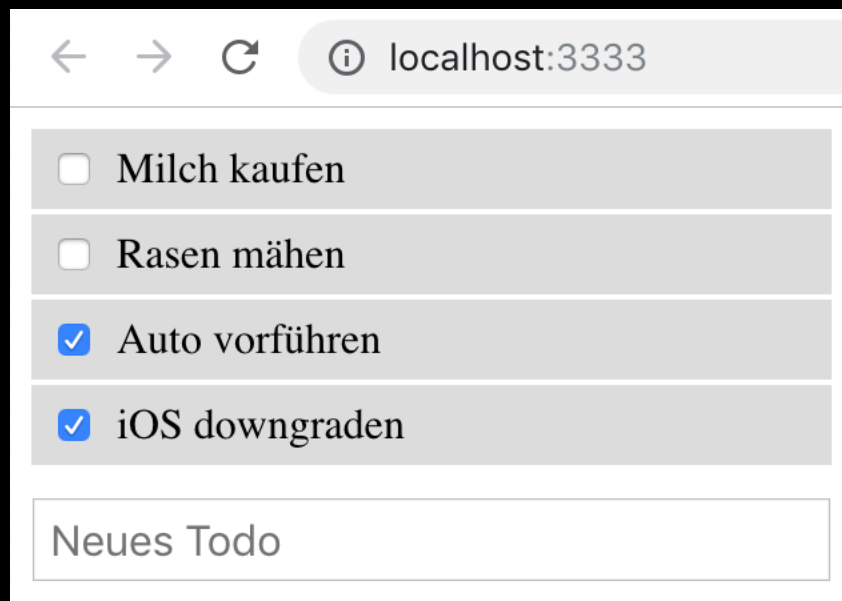 localhost:3333
Milch kaufen
Rasen mähen
Auto vorführen
iOS downgraden
Neues Todo